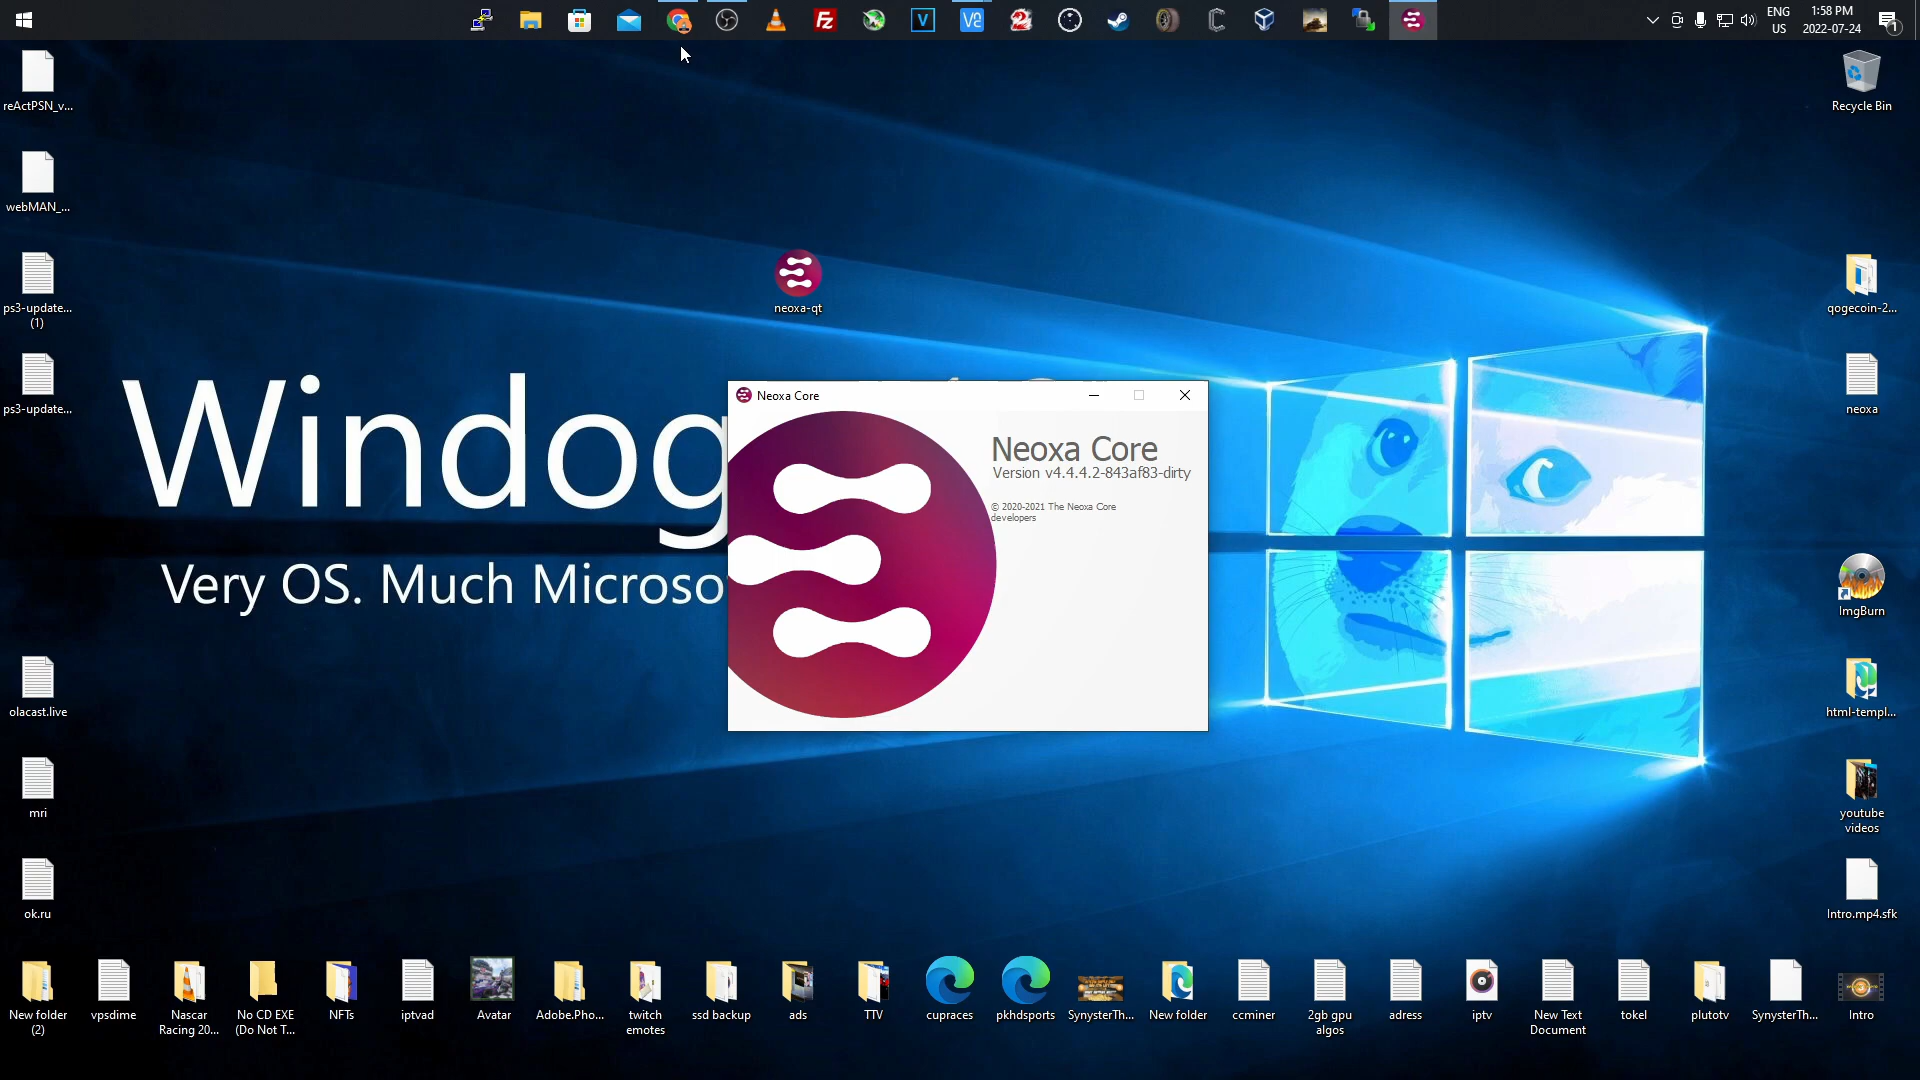 ENG
US
1:58 PM
2022-07-24
1
reActPSN_v...
Recycle Bin
webMAN_...
ps3-update...
(1)
neoxa-qt
qogecoin-2...
ps3-update...
neoxa
Windog
Very OS. Much Microso
Neoxa Core
Neoxa Core
Version v4.4.4.2-843af83-dirty
© 2020-2021 The Neoxa Core
developers
ImgBurn
olacast.live
html-templ...
mri
youtube
videos
ok.ru
Intro.mp4.sfk
New folder
(2)
vpsdime
Nascar
Racing 20...
No CD EXE
(Do Not T...
NFTs
iptvad
Avatar
Adobe.Pho...
twitch
emotes
ssd backup
ads
TTV
cupraces
pkhdsports
SynysterTh...
New folder
ccminer
2gb gpu
algos
adress
iptv
New Text
Document
tokel
plutotv
SynysterTh...
Intro